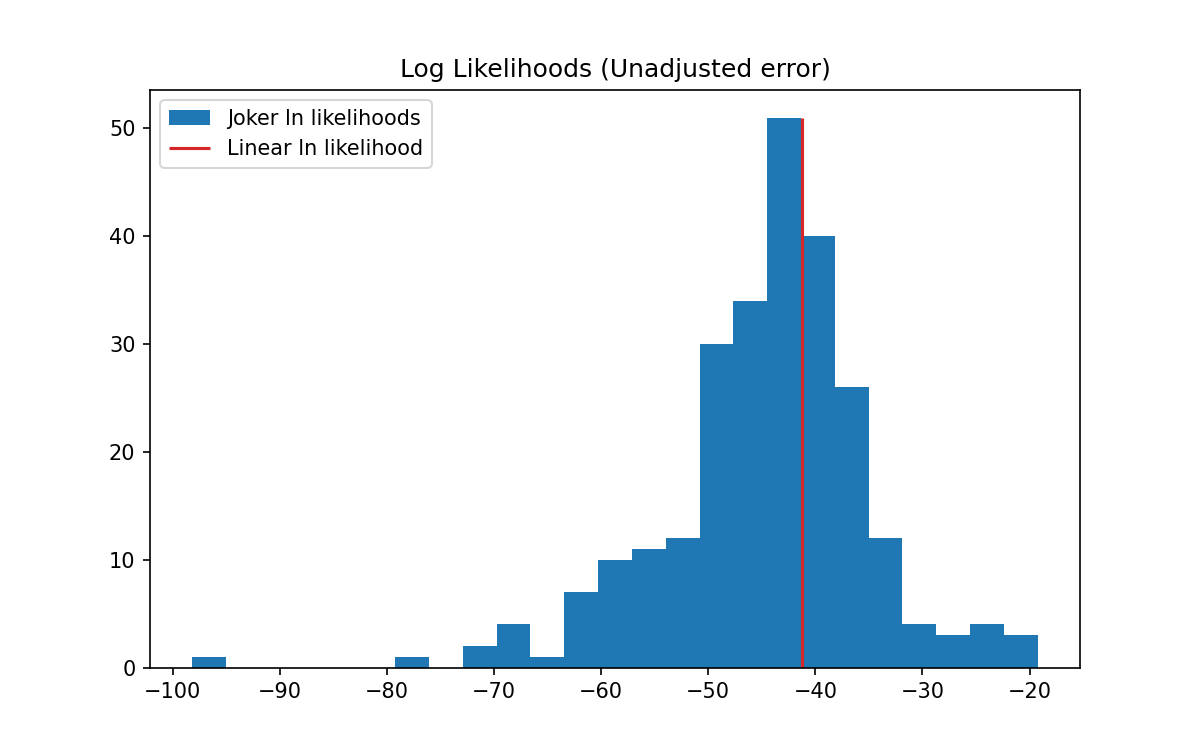 Log Likelihoods (Unadjusted error)
Joker ln likelihoods
Linear ln likelihood
50
40
30
20
10
0
−100 −90 −80 −70 −60 −50 −40 −30 −20